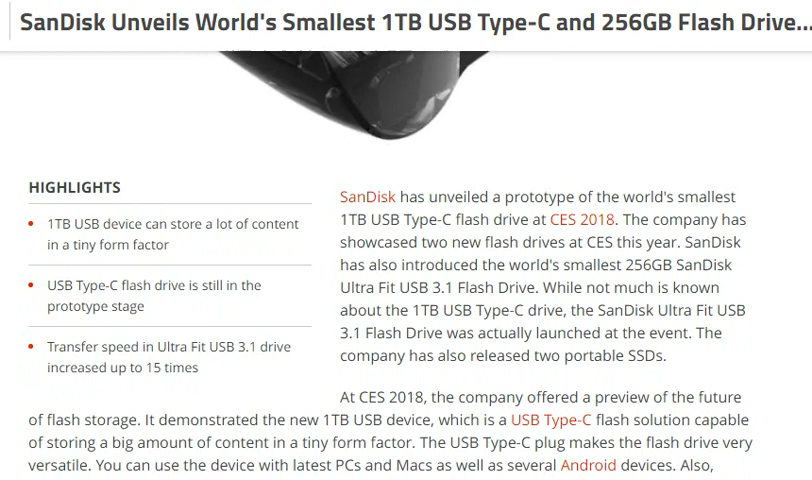 SanDisk Unveils World's Smallest 1TB USB Type-C and 256GB Flash Drive...
HIGHLIGHTS
1TB USB device can store a lot of content
in a tiny form factor
USB Type-C flash drive is still in the
prototype stage
Transfer speed in Ultra Fit USB 3.1 drive
increased up to 15 times
SanDisk has unveiled a prototype of the world's smallest
1TB USB Type-C flash drive at CES 2018. The company has
showcased two new flash drives at CES this year. SanDisk
has also introduced the world's smallest 256GB SanDisk
Ultra Fit USB 3.1 Flash Drive. While not much is known
about the 1TB USB Type-C drive, the SanDisk Ultra Fit USB
3.1 Flash Drive was actually launched at the event. The
company has also released two portable SSDs.
At CES 2018, the company offered a preview of the future
of flash storage. It demonstrated the new 1TB USB device, which is a USB Type-C flash solution capable
of storing a big amount of content in a tiny form factor. The USB Type-C plug makes the flash drive very
versatile. You can use the device with latest PCs and Macs as well as several Android devices. Also,